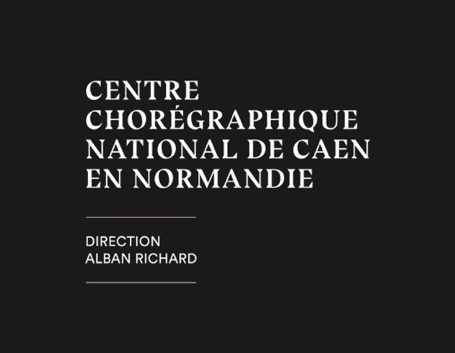 CENTRE
CHORÉGRAPHIQUE
NATIONAL DE CAEN
EN NORMANDIE
DIRECTION
ALBAN RICHARD